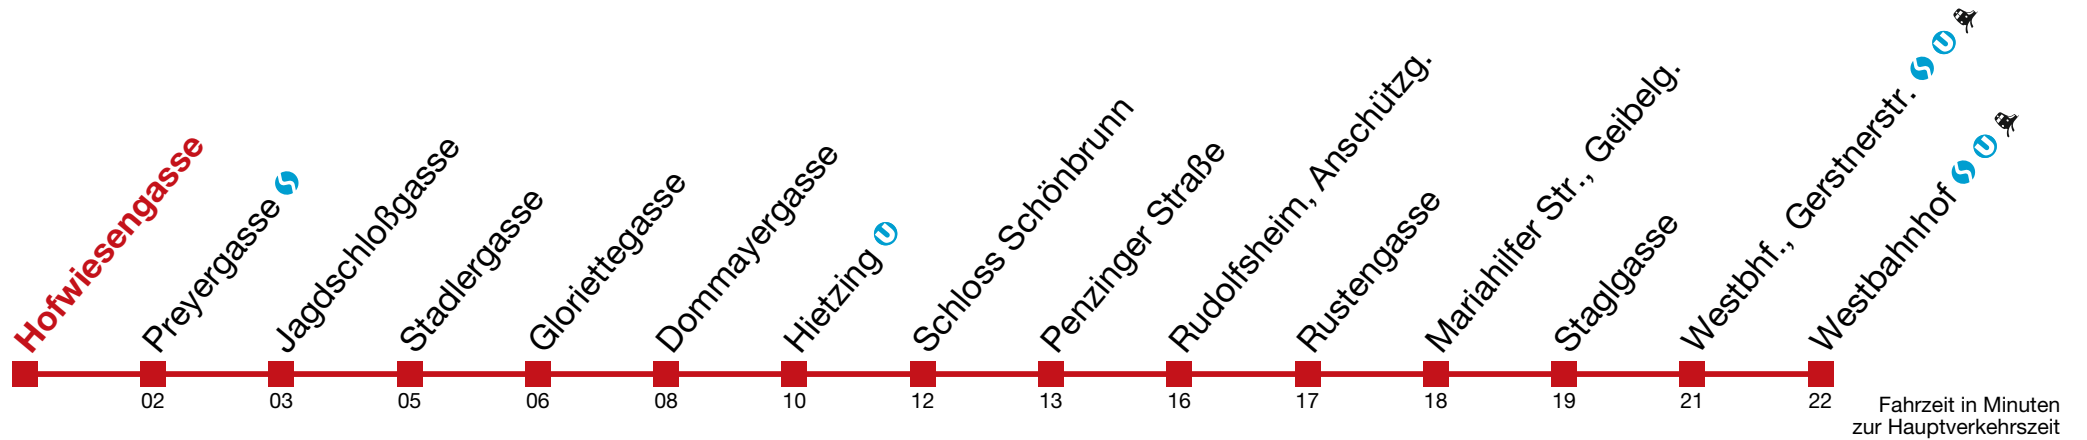 Hofwiesengasse
Preyergasse
Jagdschloßgasse
Stadlergasse
Gloriettegasse
Dommayergasse
Hietzing
Schloss Schönbrunn
Penzinger Straße
Rudolfsheim, Anschützg.
Rustengasse
Mariahilfer Str., Geibelg.
Staglgasse
Westbhf., Gerstnerstr.
Westbahnhof
02 03 05 06 08 10 12 13 16 17 18 19 21 22
Fahrzeit in Minuten
zur Hauptverkehrszeit